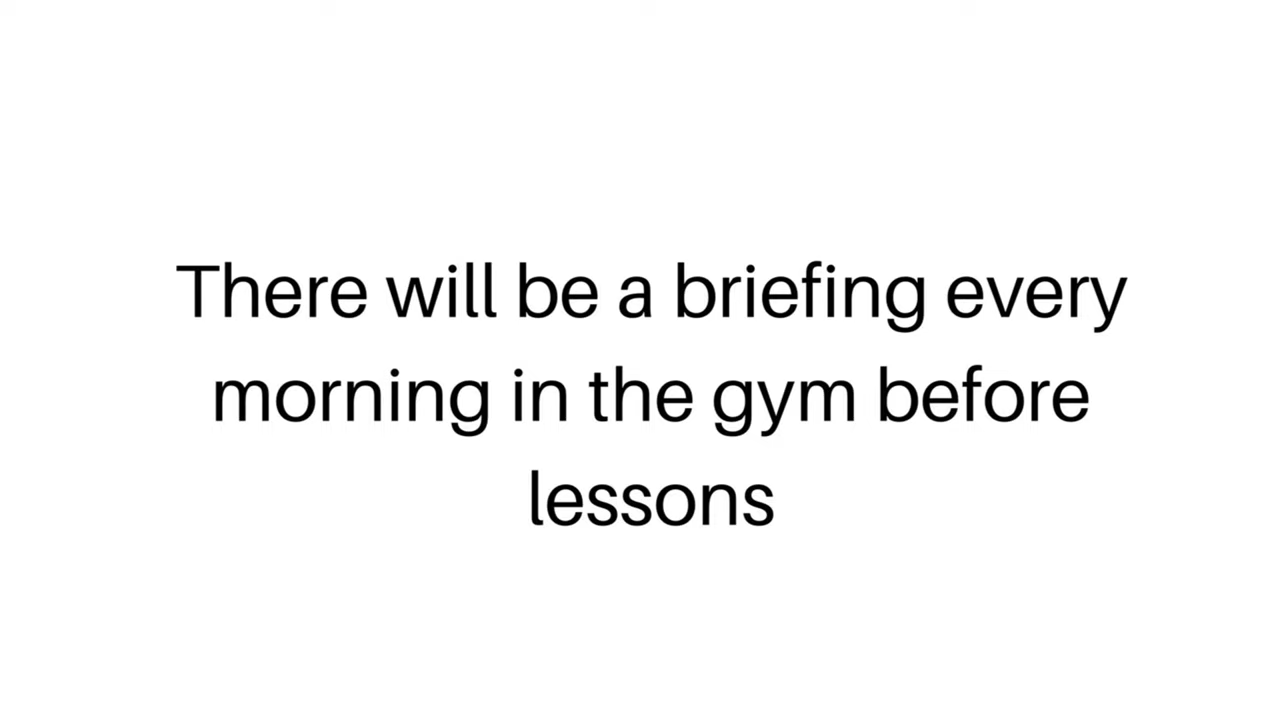 There will be a briefing every
morning in the gym before
lessons